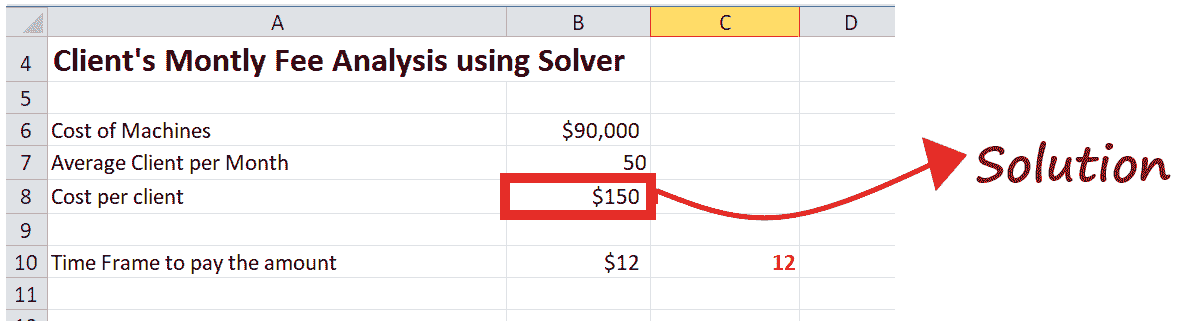 A B C D
4 Client's Montly Fee Analysis using Solver
5
6 Cost of Machines $90,000
7 Average Client per Month 50
8 Cost per client $150
Solution
9
10 Time Frame to pay the amount $12 12
11